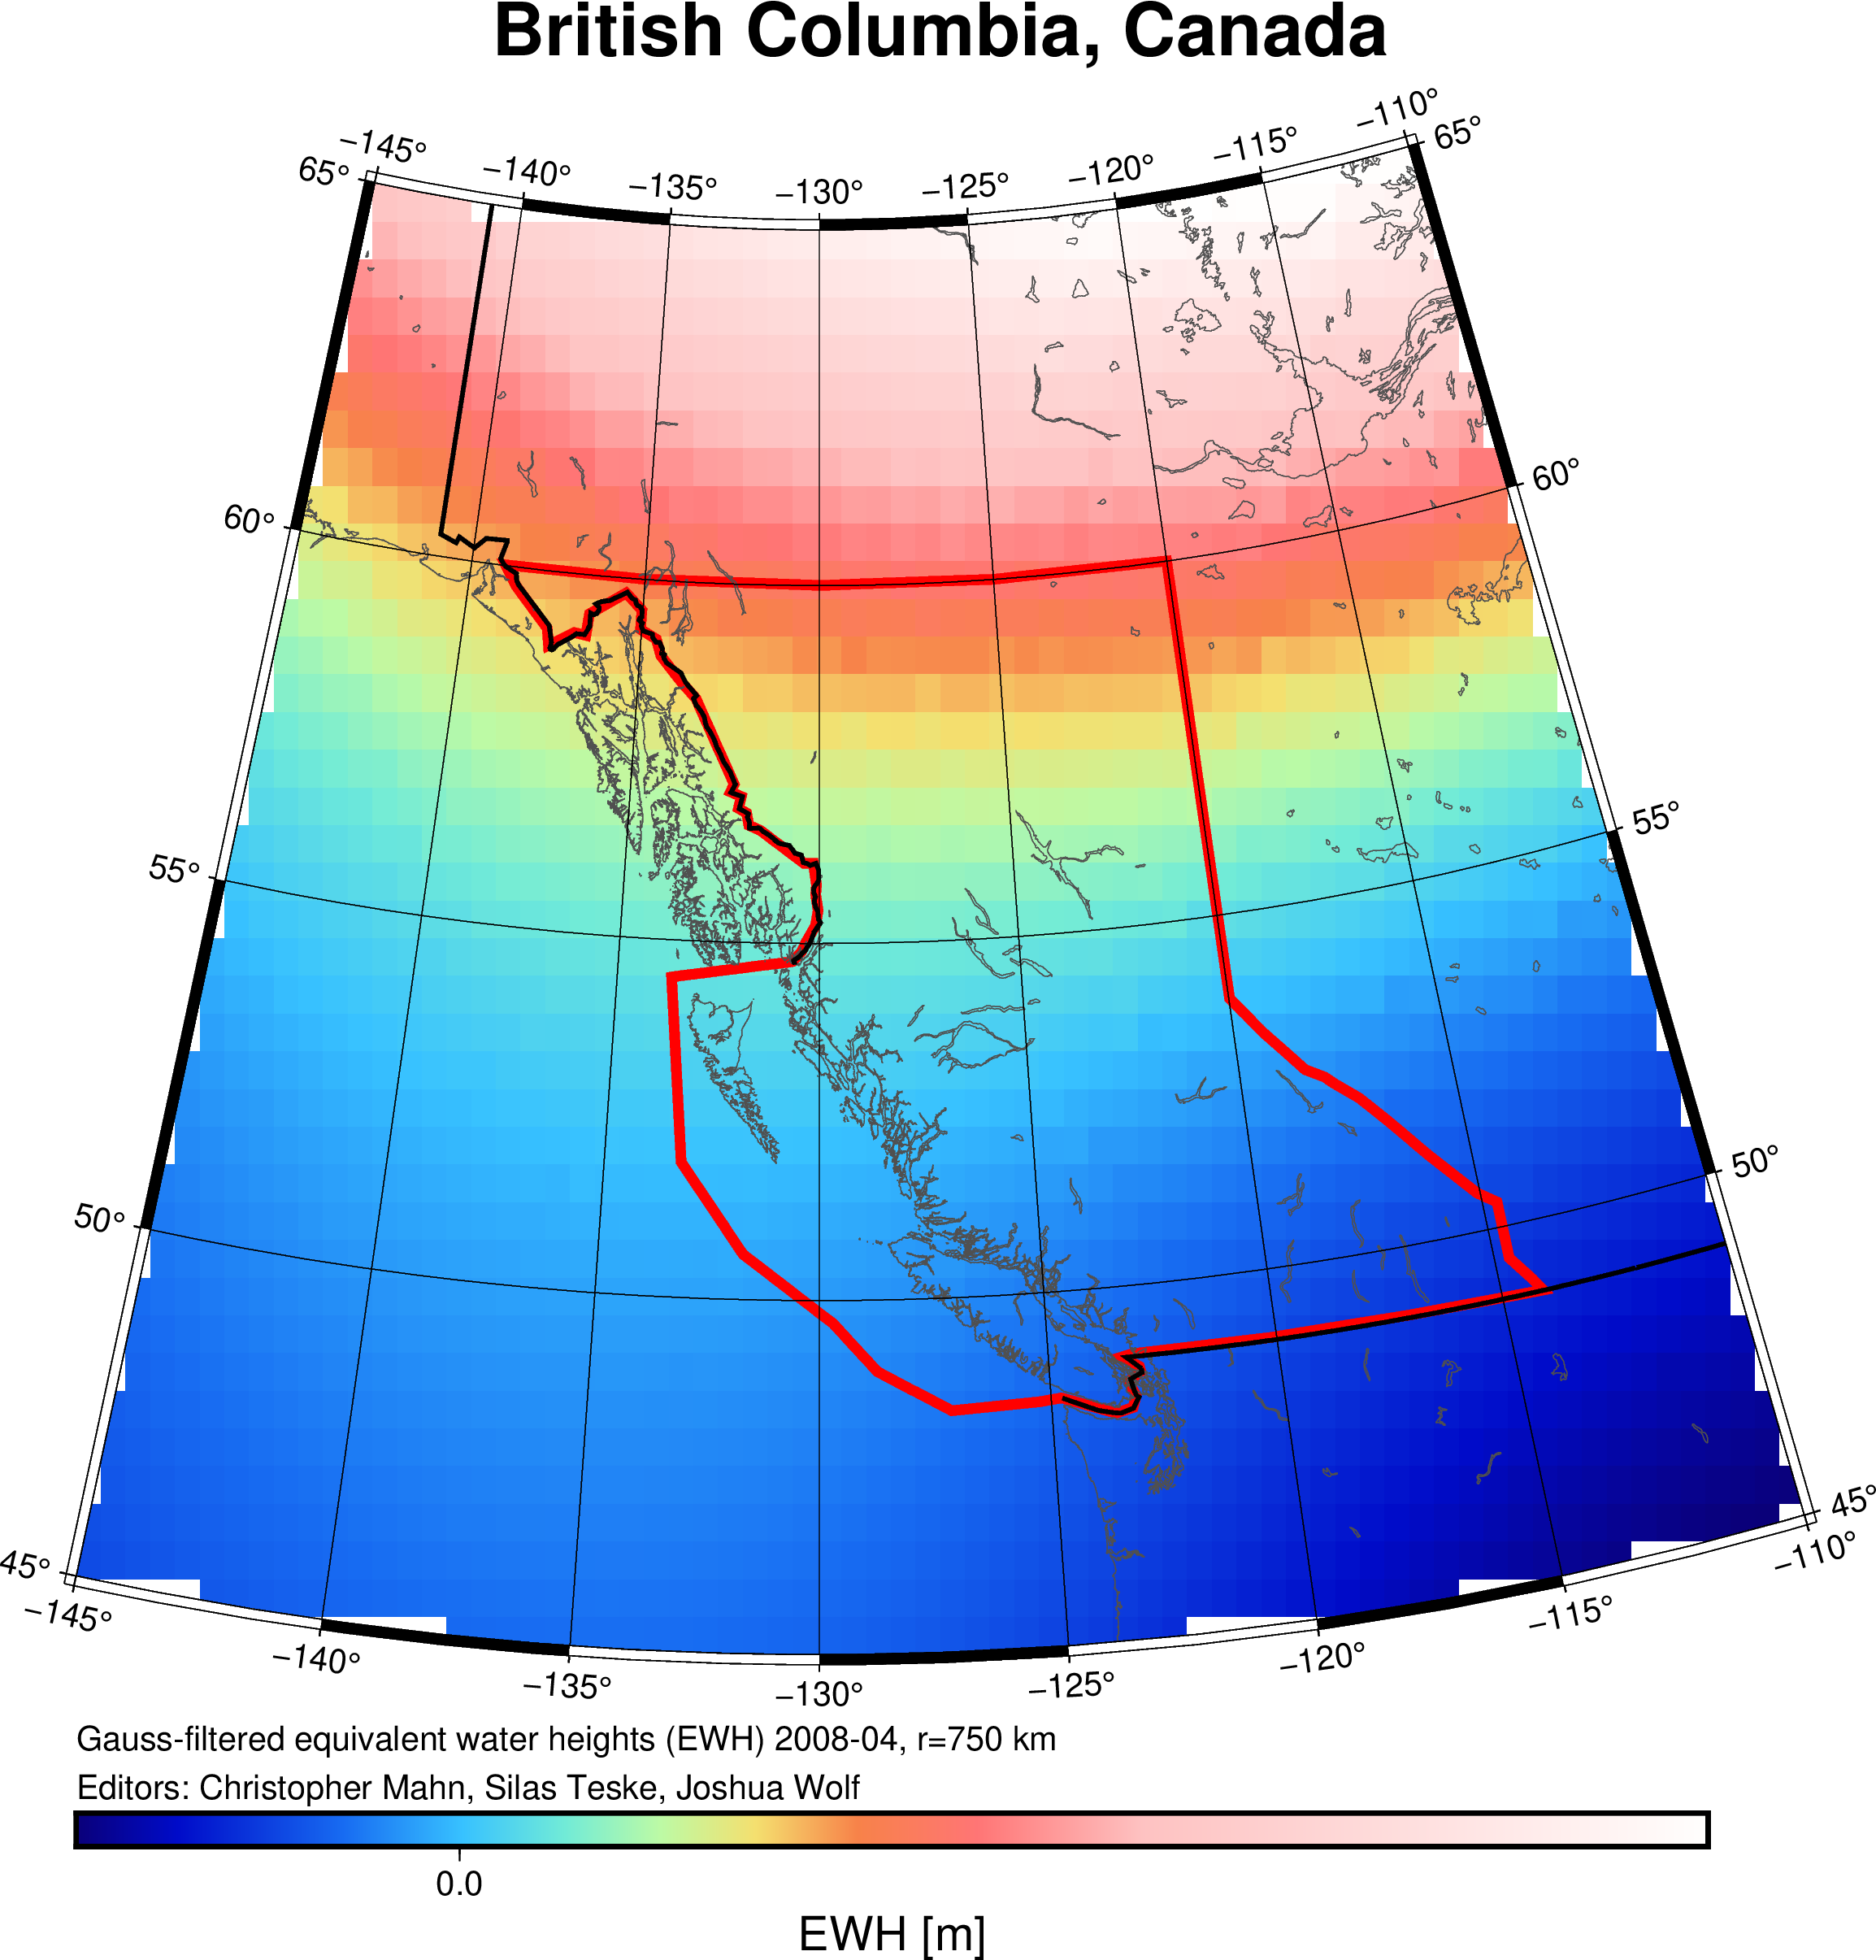 British Columbia, Canada
−145° −140° −135° −130° −125° −120° −115° −110°
65° 65°
60° 60°
55° 55°
50° 50°
45° 45°
−145° −140° −135° −130° −125° −120° −115° −110°
Gauss-filtered equivalent water heights (EWH) 2008-04, r=750 km
Editors: Christopher Mahn, Silas Teske, Joshua Wolf
0.0
EWH [m]